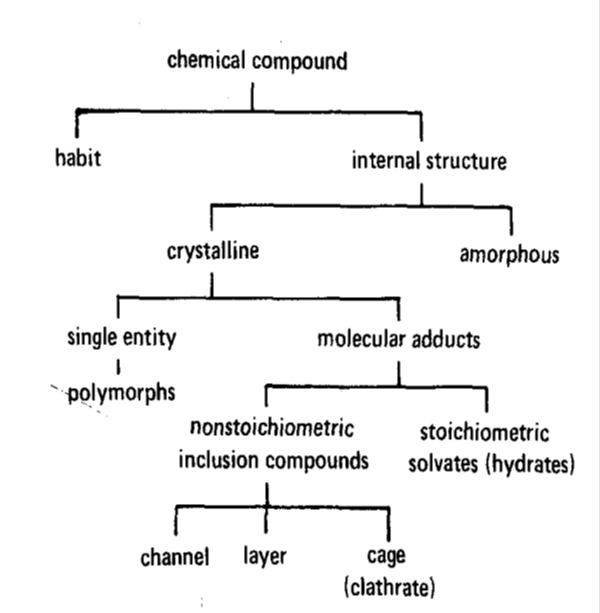 chemical compound
habit
internal structure
crystalline
amorphous
single entity
molecular adducts
polymorphs
nonstoichiometric
inclusion compounds
stoichiometric
solvates (hydrates)
channel
layer
cage
(clathrate)